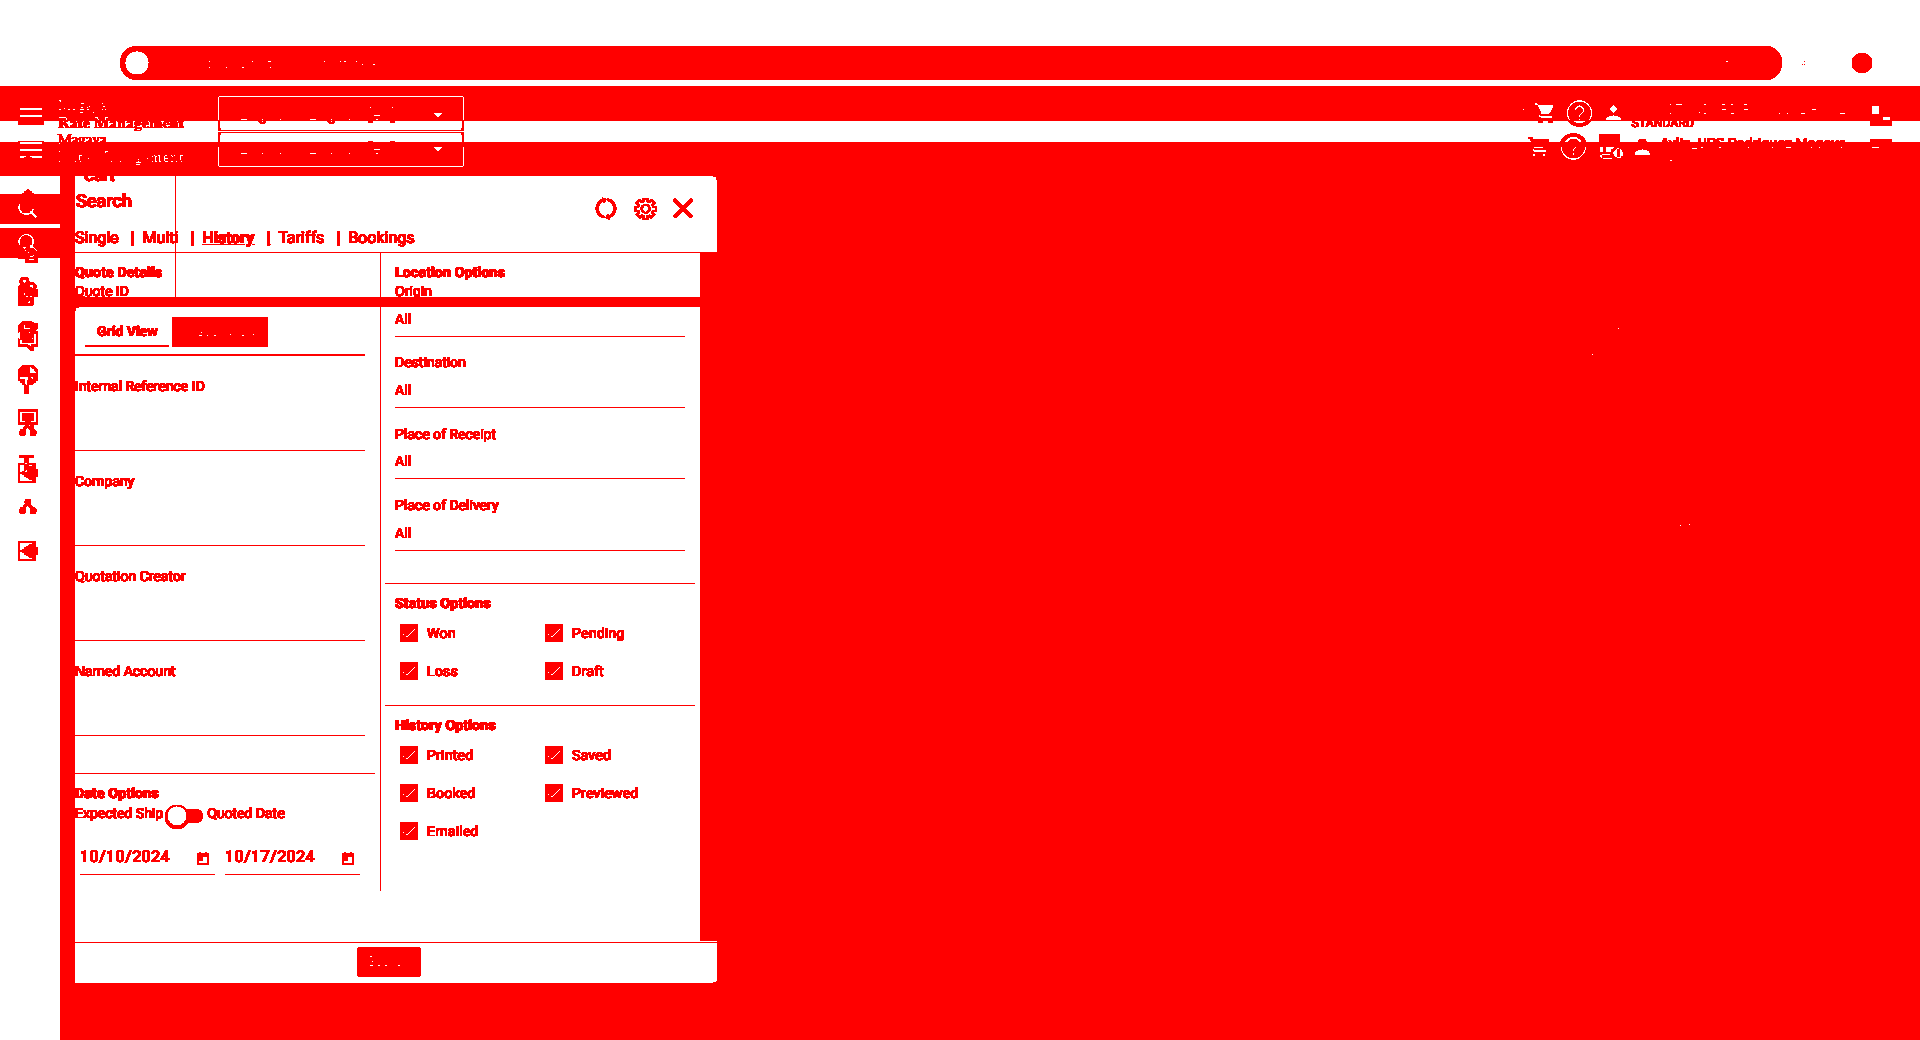 Rate Management
Magaya
STANDARD
Cart
Search
Single | Multi | History | Tariffs | Bookings
Quote Details
Quote ID
Grid View
Internal Reference ID
Company
Quotation Creator
Named Account
Date Options
Expected Ship Quoted Date
10/10/2024 10/17/2024
Location Options
Origin
All
Destination
All
Place of Receipt
All
Place of Delivery
All
Status Options
Won Pending
Loss Draft
History Options
Printed Saved
Booked Previewed
Emailed